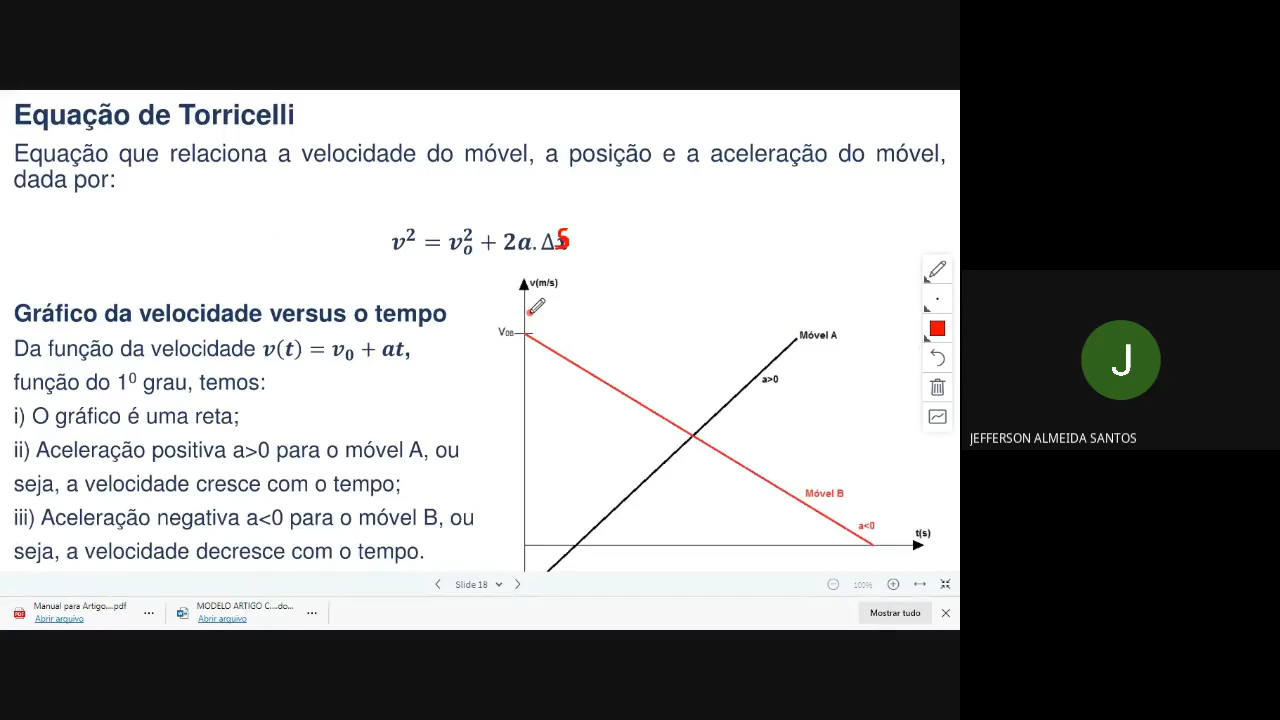 Equação de Torricelli
Equação que relaciona a velocidade do móvel, a posição e a aceleração do móvel,
dada por:
v² = v₀² + 2a. ΔS
Gráfico da velocidade versus o tempo
Da função da velocidade v(t) = v₀ + at,
função do 1⁰ grau, temos:
i) O gráfico é uma reta;
ii) Aceleração positiva a>0 para o móvel A, ou
seja, a velocidade cresce com o tempo;
iii) Aceleração negativa a<0 para o móvel B, ou
seja, a velocidade decresce com o tempo.
v(m/s)
V₀B
Móvel A
a>0
Móvel B
a<0
t(s)
J
JEFFERSON ALMEIDA SANTOS
Slide 18
100%
Manual para Artigo....pdf
Abrir arquivo
MODELO ARTIGO C....do...
Abrir arquivo
Mostrar tudo